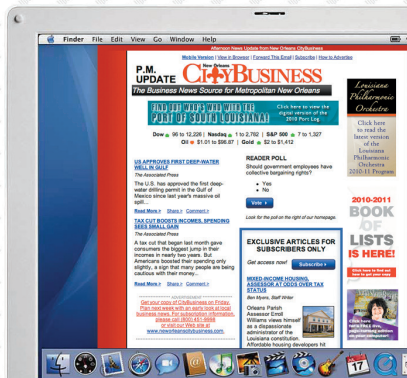 Finder File Edit View Go Window Help
Afternoon News Update from New Orleans CityBusiness
Mobile Version | View in Browser | Forward This Email | Subscribe | How to Advertise
P.M.
UPDATE
New Orleans
CITYBUSINESS
The Business News Source for Metropolitan New Orleans
FIND OUT WHO'S WHO WITH THE
PORT OF SOUTH LOUISIANA!
Click here to view the
digital version of the
2010 Port Log
Dow 96 to 12,226 | Nasdaq 1 to 2,782 | S&P 500 7 to 1,327
Oil $1.01 to $96.87 | Gold $2 to $1,412
US APPROVES FIRST DEEP-WATER
WELL IN GULF
The Associated Press
The U.S. has approved the first deep-
water drilling permit in the Gulf of
Mexico since last year's massive oil
spill...
Read More > Share > Comment >
TAX CUT BOOSTS INCOMES, SPENDING
SEES SMALL GAIN
The Associated Press
A tax cut that began last month gave
consumers the biggest jump in their
incomes in nearly two years. But
Americans boosted their spending only
slightly, a sign that many people are being
cautious with their money...
Read More > Share > Comment >
Get your copy of CityBusiness on Friday.
Plan next week with an early look at local
business news. For subscription information,
please call (800) 451-9998
or visit our Web site at
www.neworleanscitybusiness.com.
READER POLL
Should government employees have
collective bargaining rights?
• Yes
• No
Vote
Look for the poll on the right of our homepage.
EXCLUSIVE ARTICLES FOR
SUBSCRIBERS ONLY
Get access now! Subscribe
MIXED-INCOME HOUSING,
ASSESSOR AT ODDS OVER TAX
STATUS
Ben Myers, Staff Writer
Orleans Parish
Assessor Erroll
Williams views himself
as a dispassionate
administrator of the
Louisiana constitution.
Affordable housing developers hit
Louisiana
Philharmonic
Orchestra
Click here
to read the
latest version
of the
Louisiana
Philharmonic
Orchestra
2010-11 Program
2010-2011
BOOK
OF
LISTS
IS HERE!
Click here to find out
how to get your copy
17